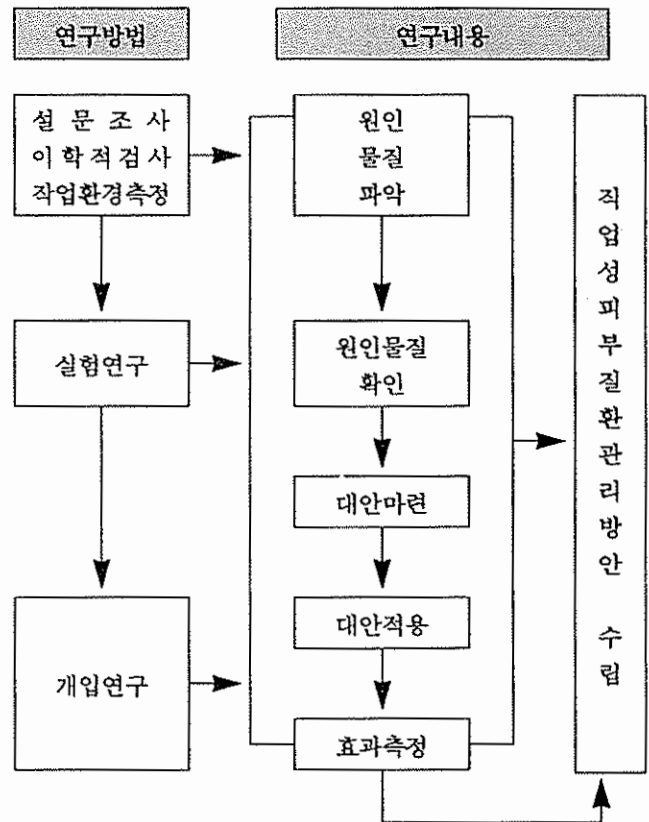 연구방법
연구내용
설 문 조 사
이학적검사
작업환경측정
원인
물질
파악
실험연구
원인물질
확인
대안마련
대안적용
개입연구
효과측정
직업성피부질환관리방안 수립